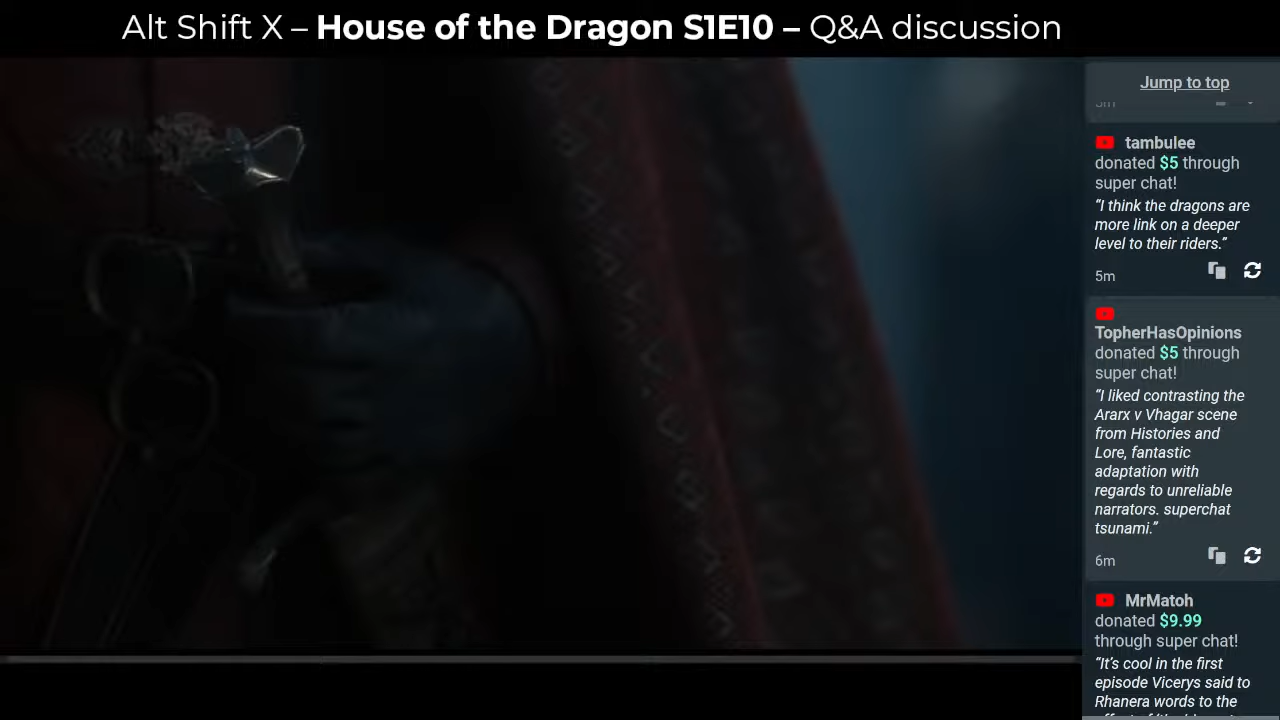 Alt Shift X – House of the Dragon S1E10 – Q&A discussion
Jump to top
tambulee
donated $5 through
super chat!
“I think the dragons are
more link on a deeper
level to their riders.”
5m
TopherHasOpinions
donated $5 through
super chat!
“I liked contrasting the
Ararx v Vhagar scene
from Histories and
Lore, fantastic
adaptation with
regards to unreliable
narrators. superchat
tsunami.”
6m
MrMatoh
donated $9.99
through super chat!
“It’s cool in the first
episode Vicerys said to
Rhanera words to the